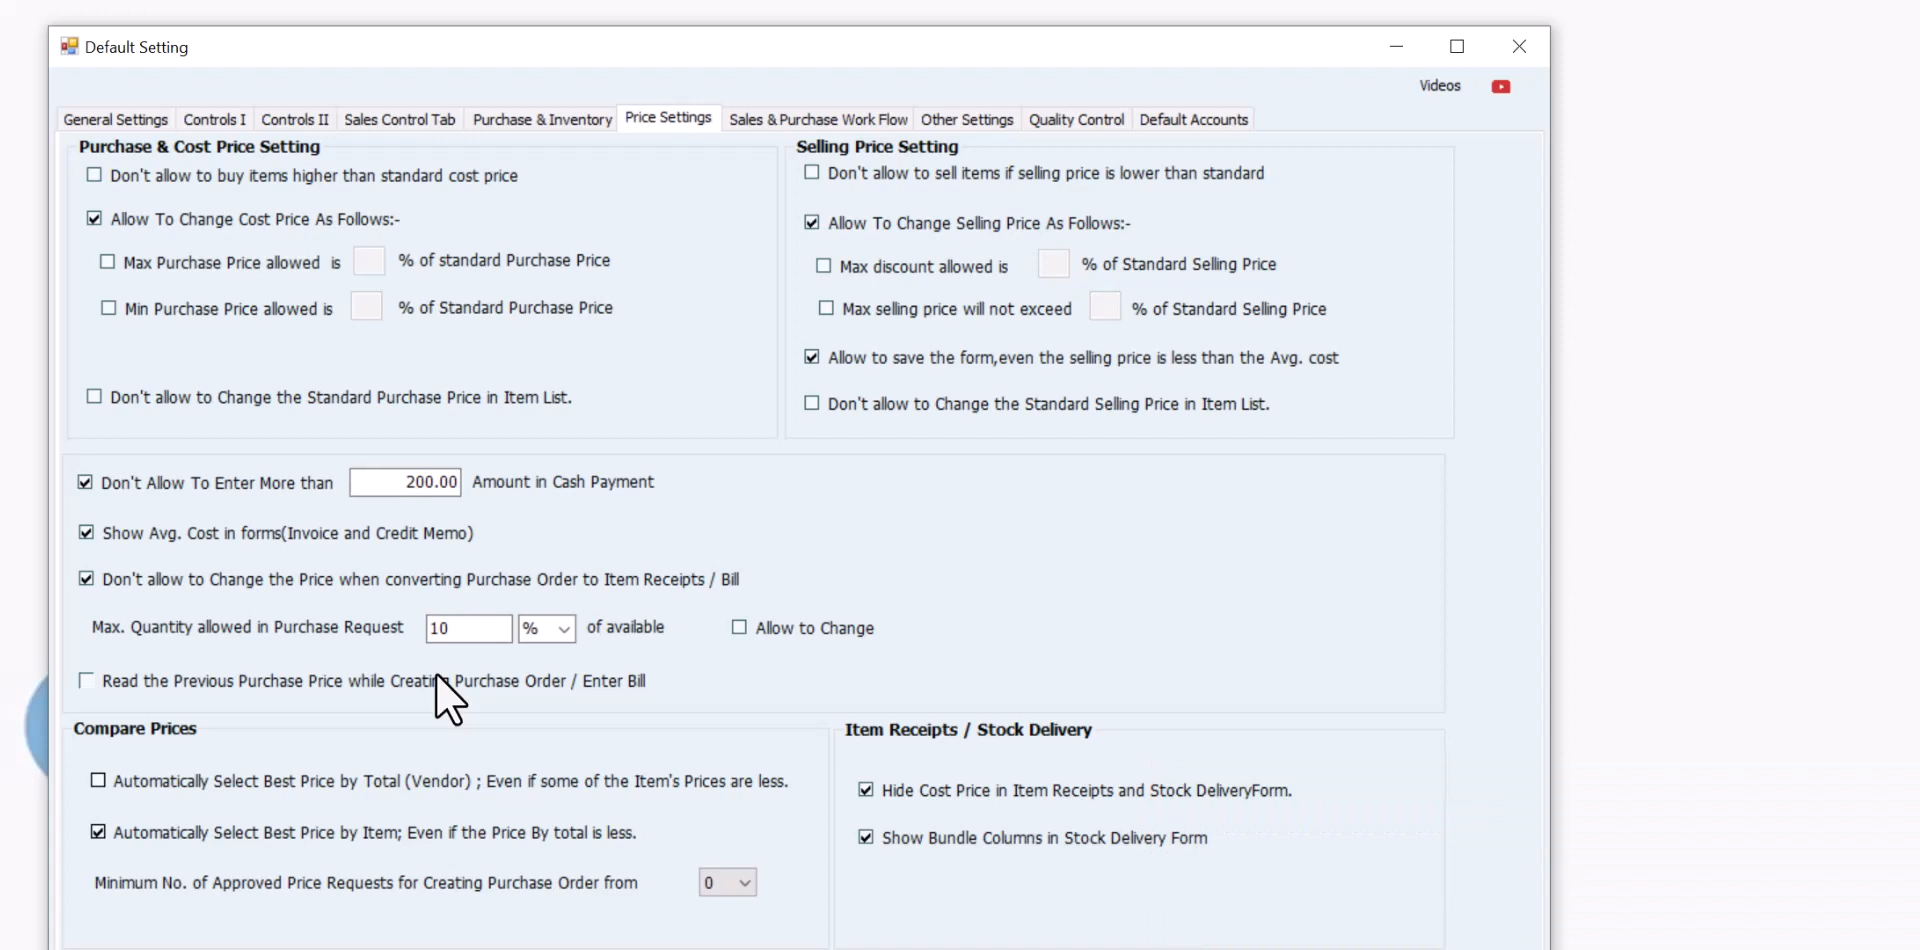 Default Setting
Videos
General Settings Controls I Controls II Sales Control Tab Purchase & Inventory Price Settings Sales & Purchase Work Flow Other Settings Quality Control Default Accounts
Purchase & Cost Price Setting
Don't allow to buy items higher than standard cost price
Allow To Change Cost Price As Follows:-
Max Purchase Price allowed is % of standard Purchase Price
Min Purchase Price allowed is % of Standard Purchase Price
Don't allow to Change the Standard Purchase Price in Item List.
Selling Price Setting
Don't allow to sell items if selling price is lower than standard
Allow To Change Selling Price As Follows:-
Max discount allowed is % of Standard Selling Price
Max selling price will not exceed % of Standard Selling Price
Allow to save the form,even the selling price is less than the Avg. cost
Don't allow to Change the Standard Selling Price in Item List.
Don't Allow To Enter More than 200.00 Amount in Cash Payment
Show Avg. Cost in forms(Invoice and Credit Memo)
Don't allow to Change the Price when converting Purchase Order to Item Receipts / Bill
Max. Quantity allowed in Purchase Request 10 % of available Allow to Change
Read the Previous Purchase Price while Creating Purchase Order / Enter Bill
Compare Prices
Automatically Select Best Price by Total (Vendor) ; Even if some of the Item's Prices are less.
Automatically Select Best Price by Item; Even if the Price By total is less.
Minimum No. of Approved Price Requests for Creating Purchase Order from 0
Item Receipts / Stock Delivery
Hide Cost Price in Item Receipts and Stock DeliveryForm.
Show Bundle Columns in Stock Delivery Form